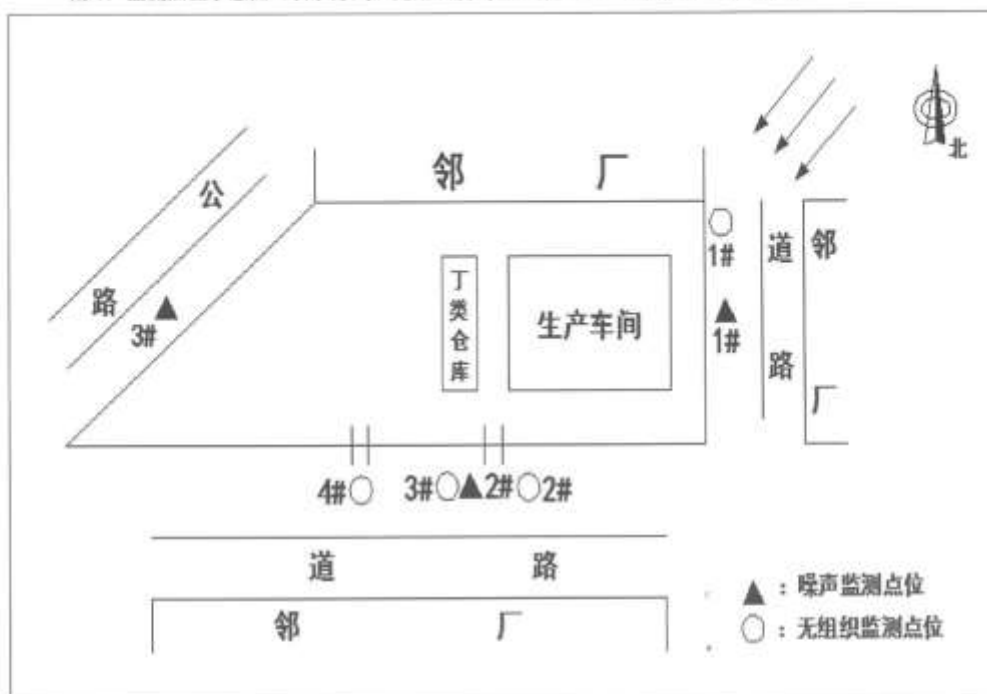 北
邻 厂
公
路
3#
丁类仓库
生产车间
1#
1#
道
路
邻
厂
4#
3#
2#
2#
道 路
邻 厂
▲ ：噪声监测点位
○ ：无组织监测点位